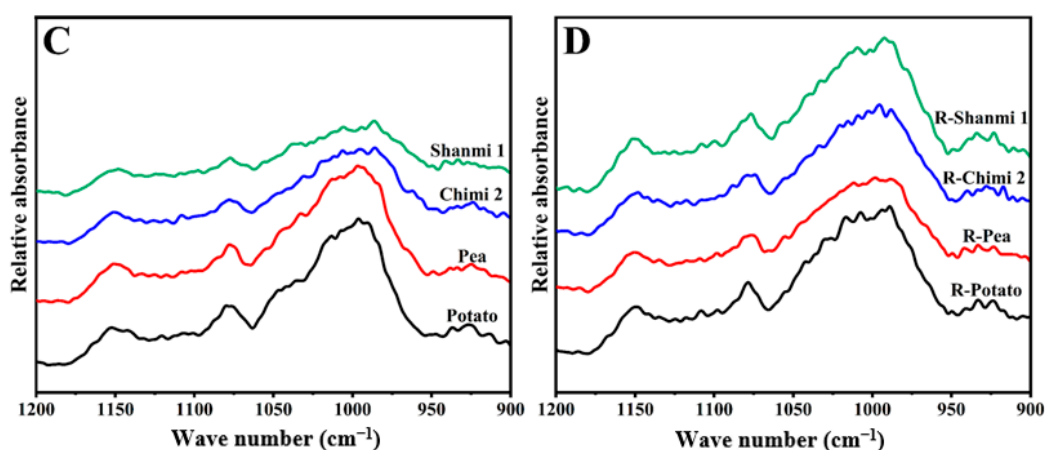 C
Relative absorbance
Shanmi 1
Chimi 2
Pea
Potato
1200 1150 1100 1050 1000 950 900
Wave number (cm⁻¹)
D
Relative absorbance
R-Shanmi 1
R-Chimi 2
R-Pea
R-Potato
1200 1150 1100 1050 1000 950 900
Wave number (cm⁻¹)